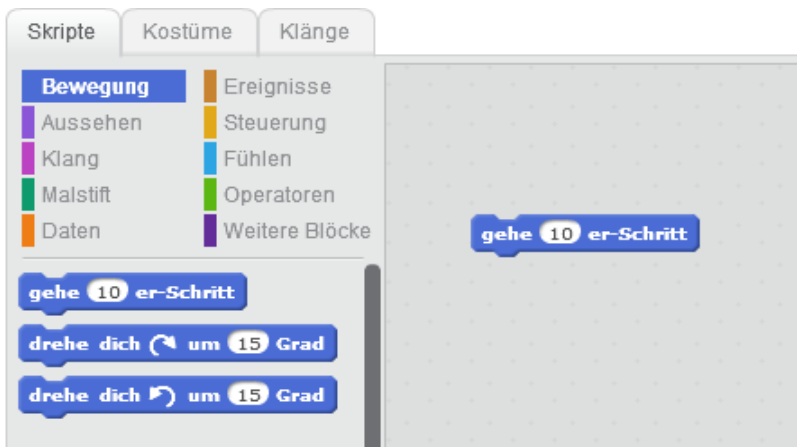 Skripte Kostüme Klänge
Bewegung Ereignisse
Aussehen Steuerung
Klang Fühlen
Malstift Operatoren
Daten Weitere Blöcke
gehe 10 er-Schritt
drehe dich um 15 Grad
drehe dich um 15 Grad
gehe 10 er-Schritt